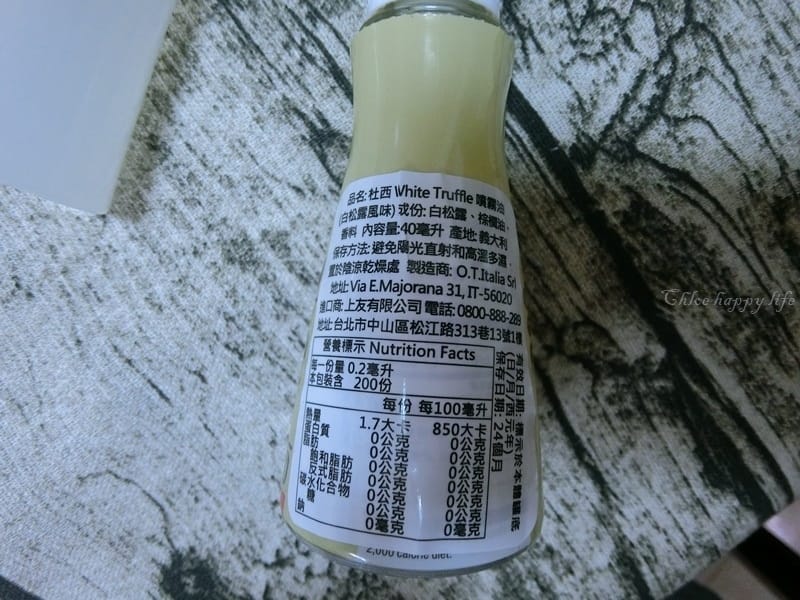 品名: 杜西 White Truffle 噴霧油
(白松露風味) 成份: 白松露、棕櫚油、
香料 內容量:40毫升 產地: 義大利
保存方法: 避免陽光直射和高溫多濕,
置於陰涼乾燥處 製造商: O.T.Italia Srl
地址: Via E.Majorana 31, IT-56020
進口商: 上友有限公司 電話: 0800-888-289
地址:台北市中山區松江路313巷13號1樓
營養標示 Nutrition Facts
每一份量 0.2毫升
本包裝含 200份
每份 每100毫升
熱量 1.7大卡 850大卡
蛋白質 0公克 0公克
脂肪 0公克 0公克
飽和脂肪 0公克 0公克
反式脂肪 0公克 0公克
碳水化合物 0公克 0公克
糖 0公克 0公克
鈉 0毫克 0毫克
有效日期: 標示於本體罐底
(日/月/西元年)
保存日期: 24個月
2,000 calorie diet.
Chloe happy life